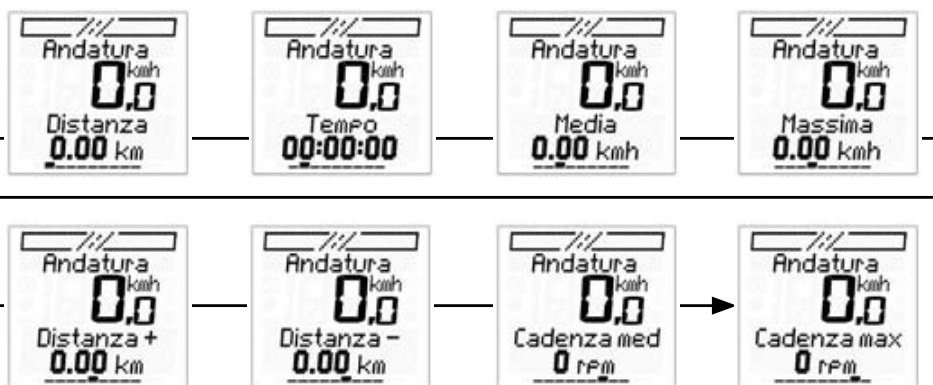 Andatura
0,0 kmh
Distanza
0.00 km
Andatura
0,0 kmh
Tempo
00:00:00
Andatura
0,0 kmh
Media
0.00 kmh
Andatura
0,0 kmh
Massima
0.00 kmh
Andatura
0,0 kmh
Distanza +
0.00 km
Andatura
0,0 kmh
Distanza -
0.00 km
Andatura
0,0 kmh
Cadenza med
0 rpm
Andatura
0,0 kmh
Cadenza max
0 rpm